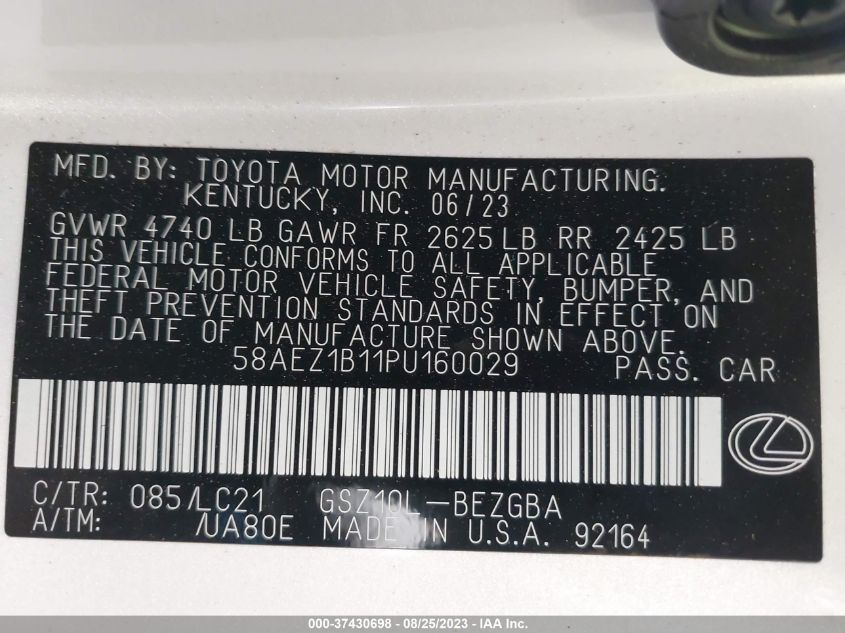 MFD. BY: TOYOTA MOTOR MANUFACTURING.
KENTUCKY, INC. 06/23
GVWR 4740 LB GAWR FR 2625 LB RR 2425 LB
THIS VEHICLE CONFORMS TO ALL APPLICABLE
FEDERAL MOTOR VEHICLE SAFETY, BUMPER, AND
THEFT PREVENTION STANDARDS IN EFFECT ON
THE DATE OF MANUFACTURE SHOWN ABOVE.
58AEZ1B11PU160029 PASS. CAR
C/TR: 085/LC21 GSZ10L-BEZGBA
A/TM: /UA80E MADE IN U.S.A. 92164
000-37430698 - 08/25/2023 - IAA Inc.